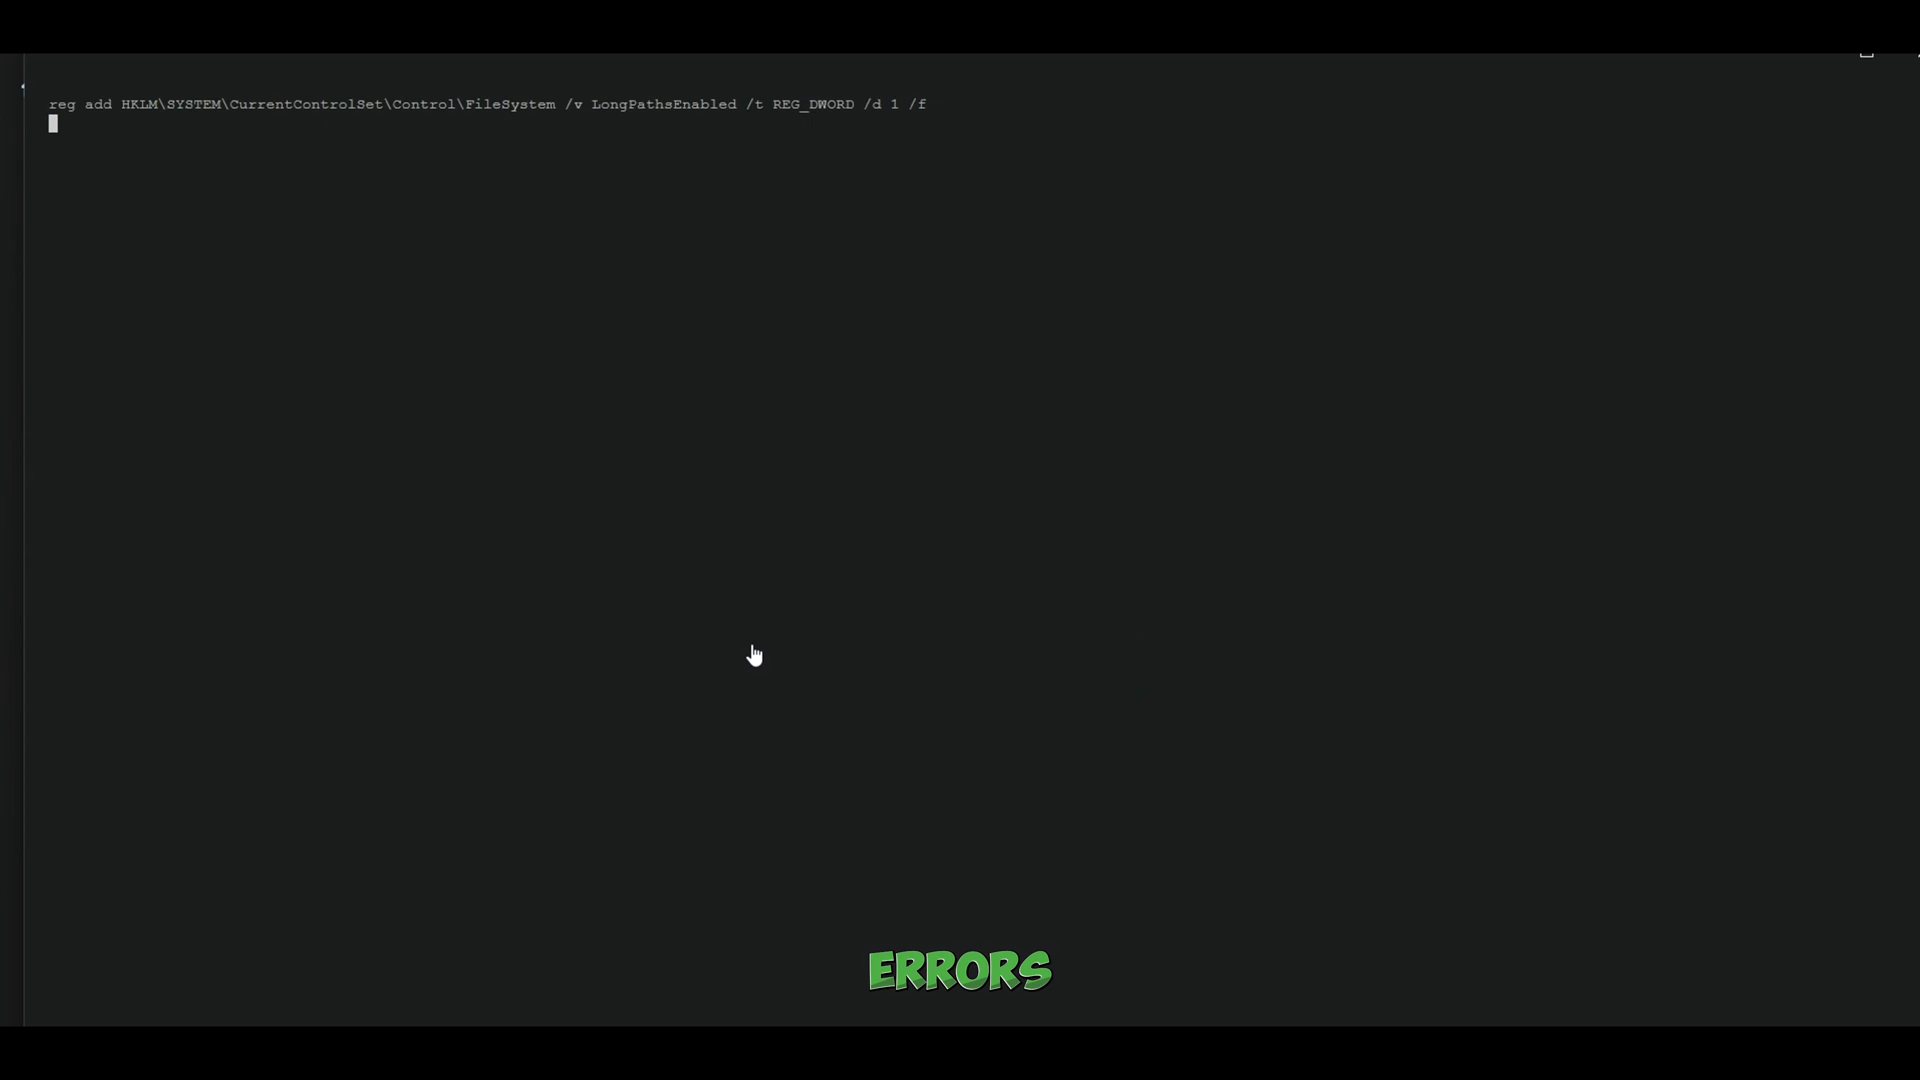 reg add HKLM\SYSTEM\CurrentControlSet\Control\FileSystem /v LongPathsEnabled /t REG_DWORD /d 1 /f
ERRORS